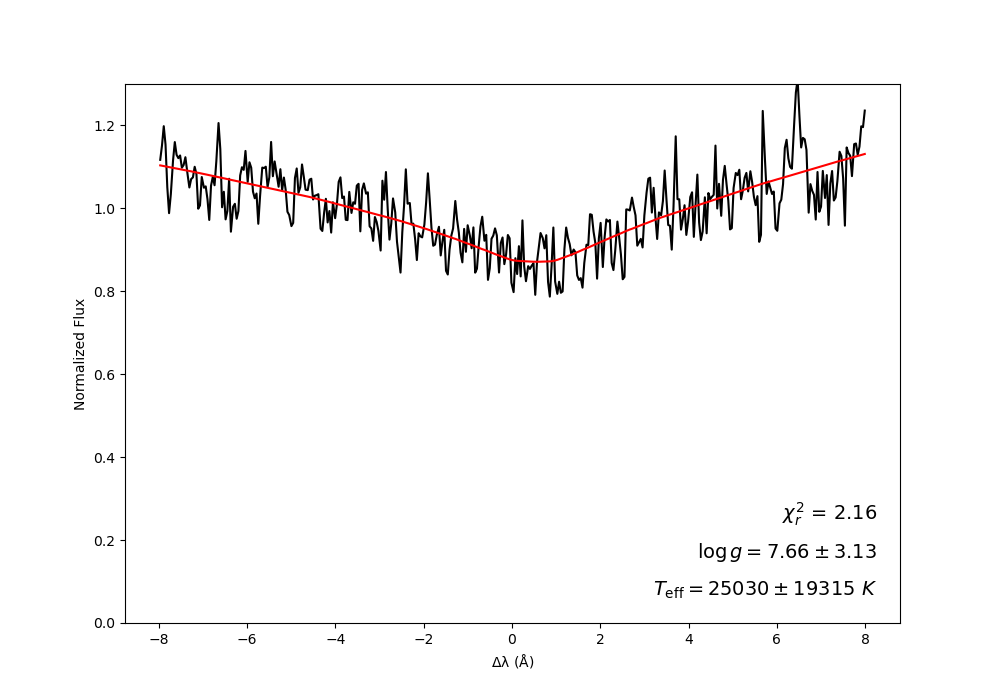 1.2
1.0
0.8
0.6
0.4
0.2
0.0
Normalized Flux
χ²ᵣ = 2.16
log g = 7.66 ± 3.13
T_eff = 25030 ± 19315 K
−8 −6 −4 −2 0 2 4 6 8
Δλ (Å)